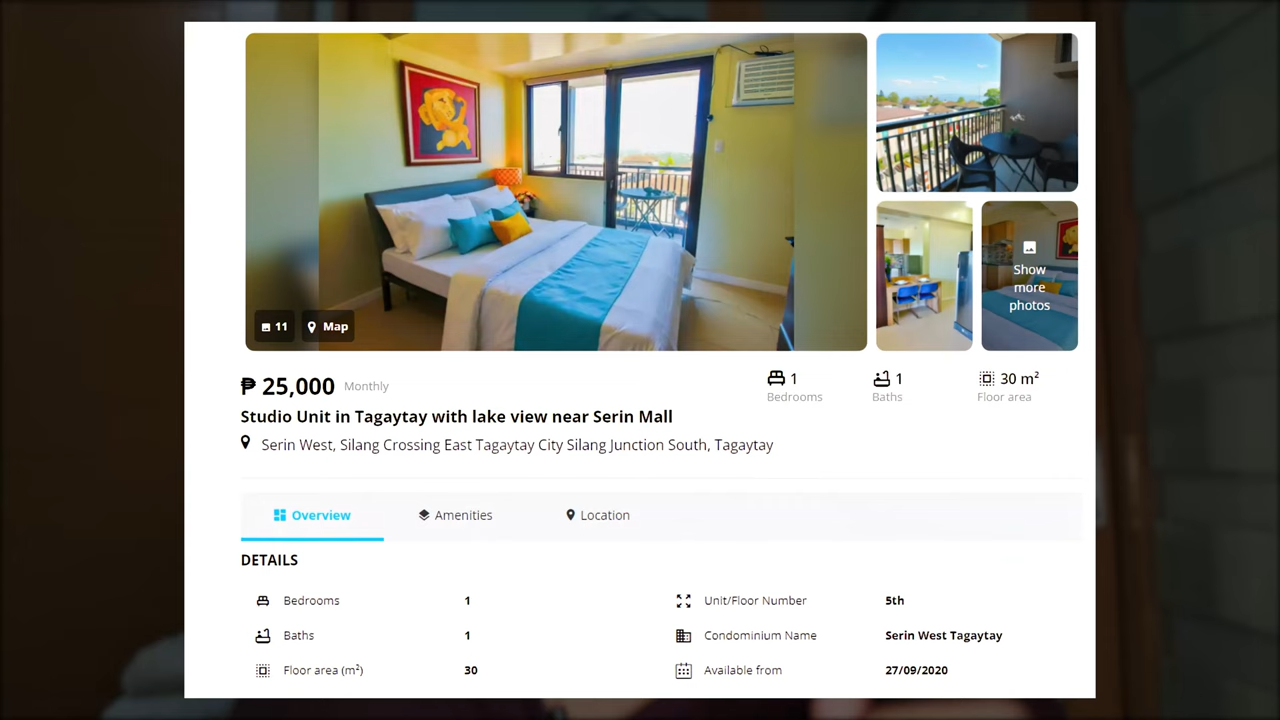 11 Map
Show
more
photos
₱ 25,000 Monthly
1
Bedrooms
1
Baths
30 m²
Floor area
Studio Unit in Tagaytay with lake view near Serin Mall
Serin West, Silang Crossing East Tagaytay City Silang Junction South, Tagaytay
Overview Amenities Location
DETAILS
Bedrooms 1 Unit/Floor Number 5th
Baths 1 Condominium Name Serin West Tagaytay
Floor area (m²) 30 Available from 27/09/2020